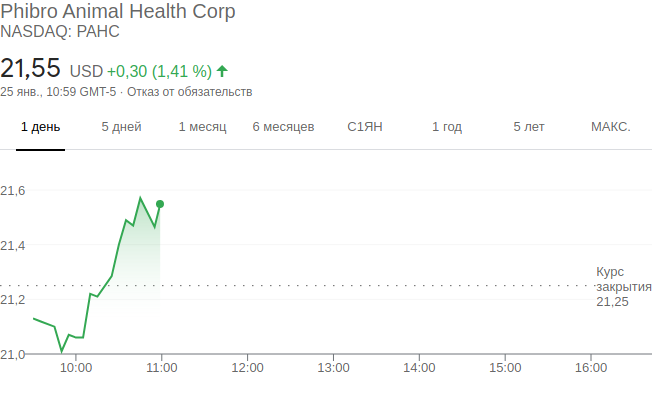 Phibro Animal Health Corp
NASDAQ: PAHC
21,55 USD +0,30 (1,41 %)
25 янв., 10:59 GMT-5 · Отказ от обязательств
1 день 5 дней 1 месяц 6 месяцев С1ЯН 1 год 5 лет МАКС.
21,6
21,4
Курс
закрытия
21,25
21,2
21,0
10:00 11:00 12:00 13:00 14:00 15:00 16:00